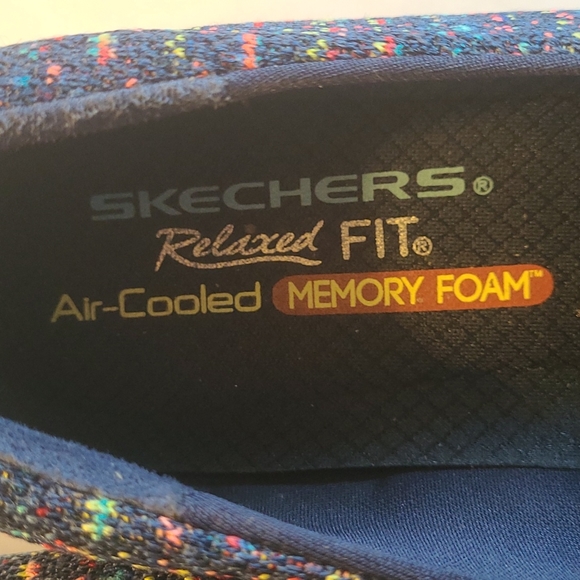 SKECHERS®
Relaxed FIT®
Air-Cooled MEMORY FOAM™